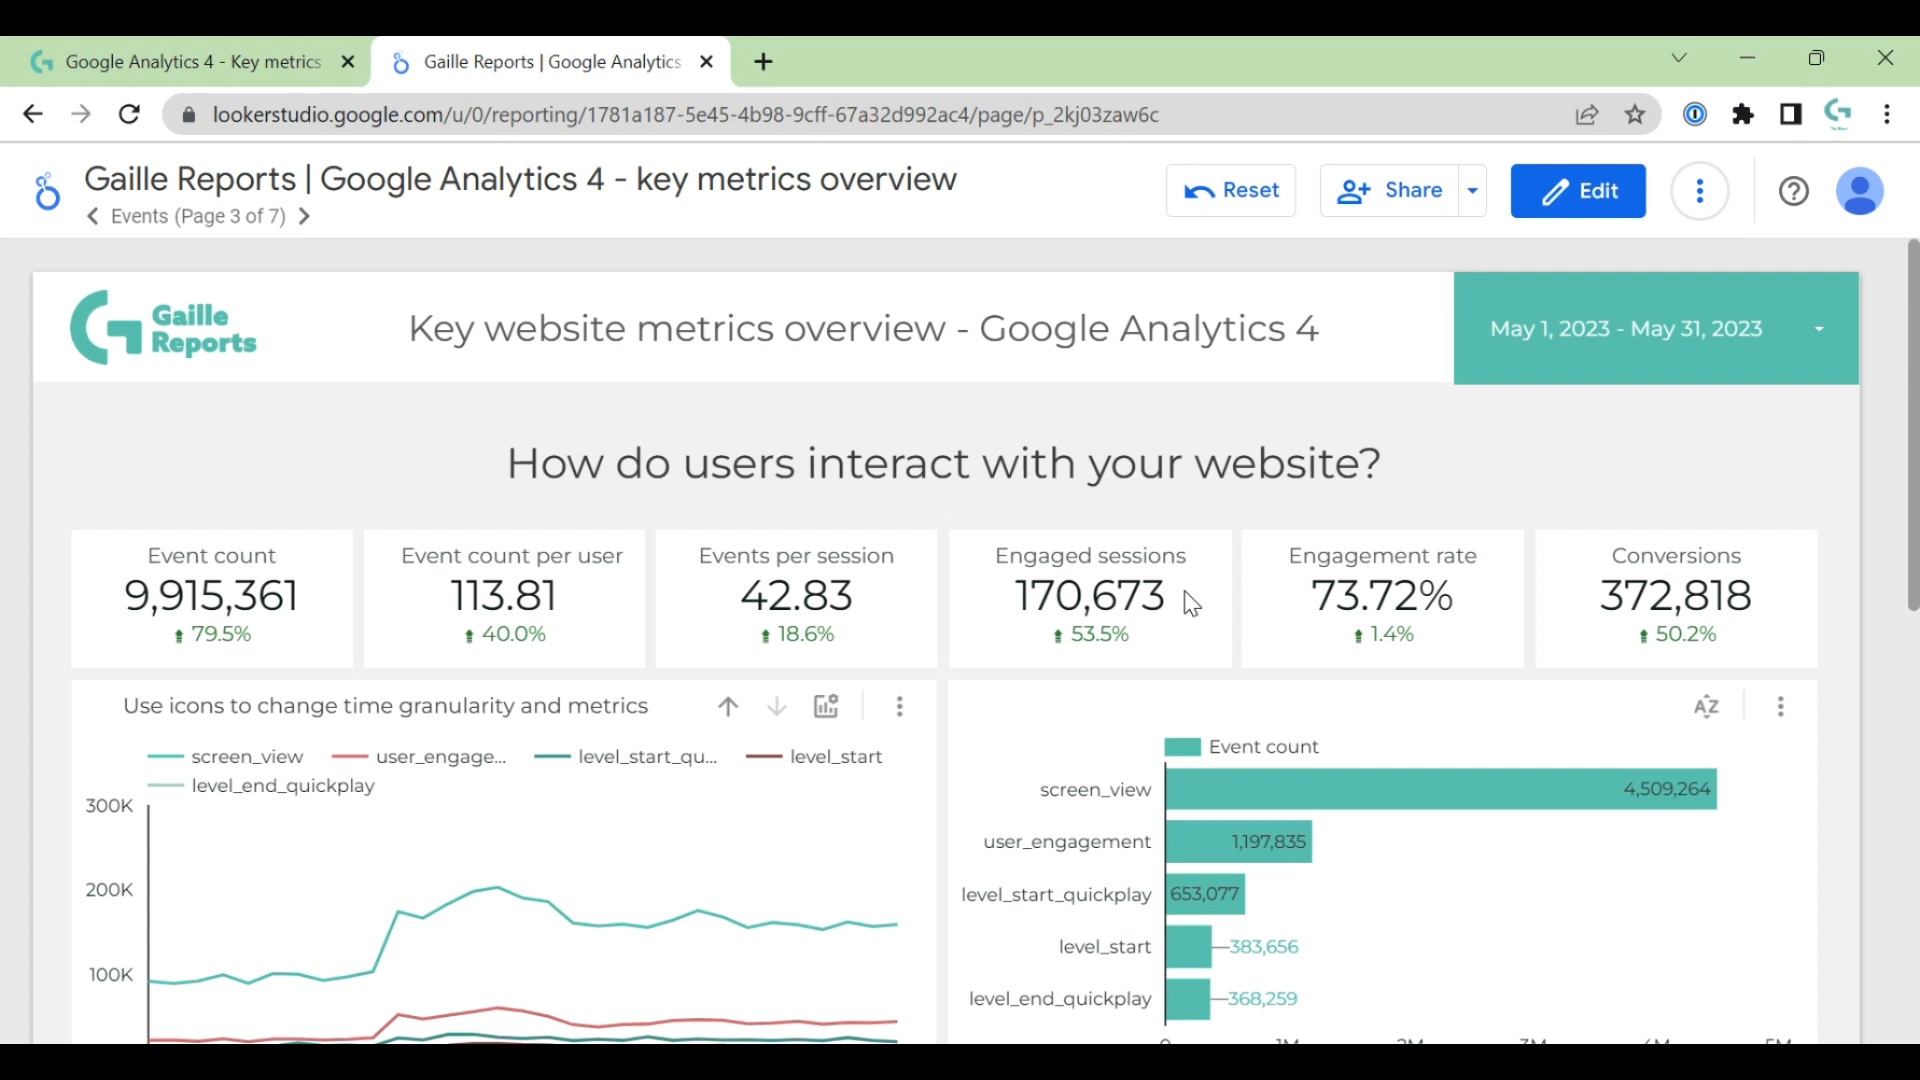 Google Analytics 4 - Key metrics
Gaille Reports | Google Analytics
lookerstudio.google.com/u/0/reporting/1781a187-5e45-4b98-9cff-67a32d992ac4/page/p_2kj03zaw6c
Gaille Reports | Google Analytics 4 - key metrics overview
Events (Page 3 of 7)
Reset
Share
Edit
Gaille
Reports
Key website metrics overview - Google Analytics 4
May 1, 2023 - May 31, 2023
How do users interact with your website?
Event count
9,915,361
79.5%
Event count per user
113.81
40.0%
Events per session
42.83
18.6%
Engaged sessions
170,673
53.5%
Engagement rate
73.72%
1.4%
Conversions
372,818
50.2%
Use icons to change time granularity and metrics
screen_view
user_engage...
level_start_qu...
level_start
level_end_quickplay
300K
200K
100K
AZ
Event count
screen_view
4,509,264
user_engagement
1,197,835
level_start_quickplay
653,077
level_start
383,656
level_end_quickplay
368,259
0 1M 2M 3M 4M 5M